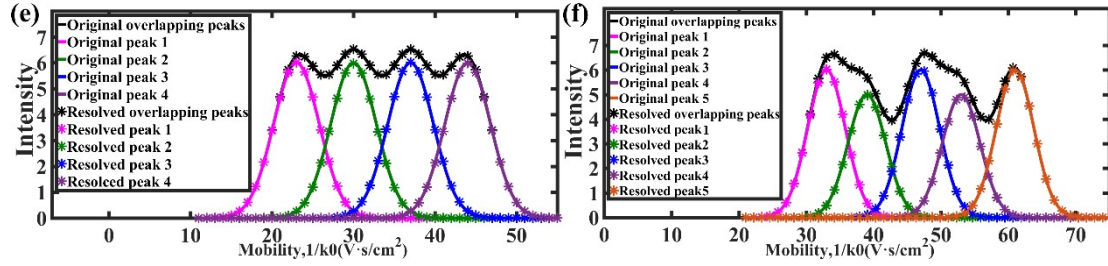 (e)
Intensity
7
6
5
4
3
2
1
0
Original overlapping peaks
Original peak 1
Original peak 2
Original peak 3
Original peak 4
Resolved overlapping peaks
Resolved peak 1
Resolved peak 2
Resolved peak 3
Resolced peak 4
0 10 20 30 40 50
Mobility,1/k0(V·s/cm²)
(f)
Intensity
8
7
6
5
4
3
2
1
0
Original overlapping peaks
Original peak 1
Original peak 2
Original peak 3
Original peak 4
Original peak 5
Resolved overlapping peaks
Resolved peak1
Resolved peak2
Resolved peak3
Resolved peak4
Resolved peak5
0 10 20 30 40 50 60 70
Mobility,1/k0(V·s/cm²)